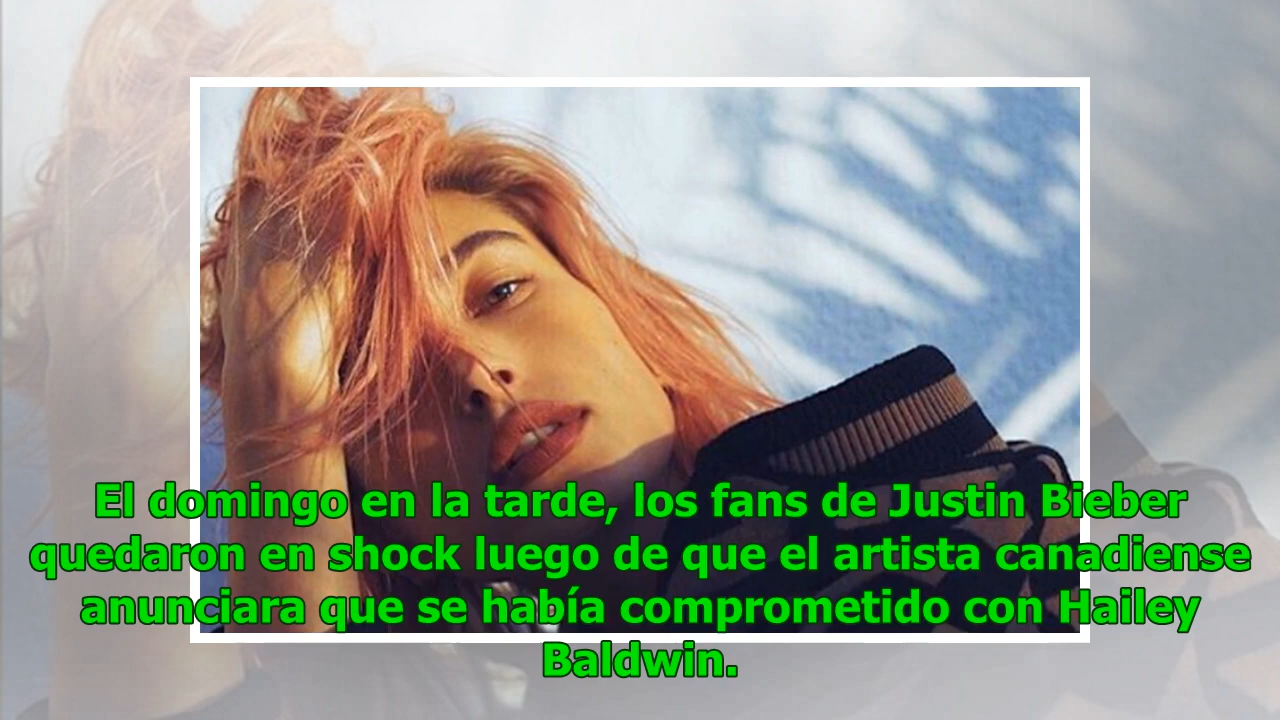 El domingo en la tarde, los fans de Justin Bieber
quedaron en shock luego de que el artista canadiense
anunciara que se había comprometido con Hailey
Baldwin.